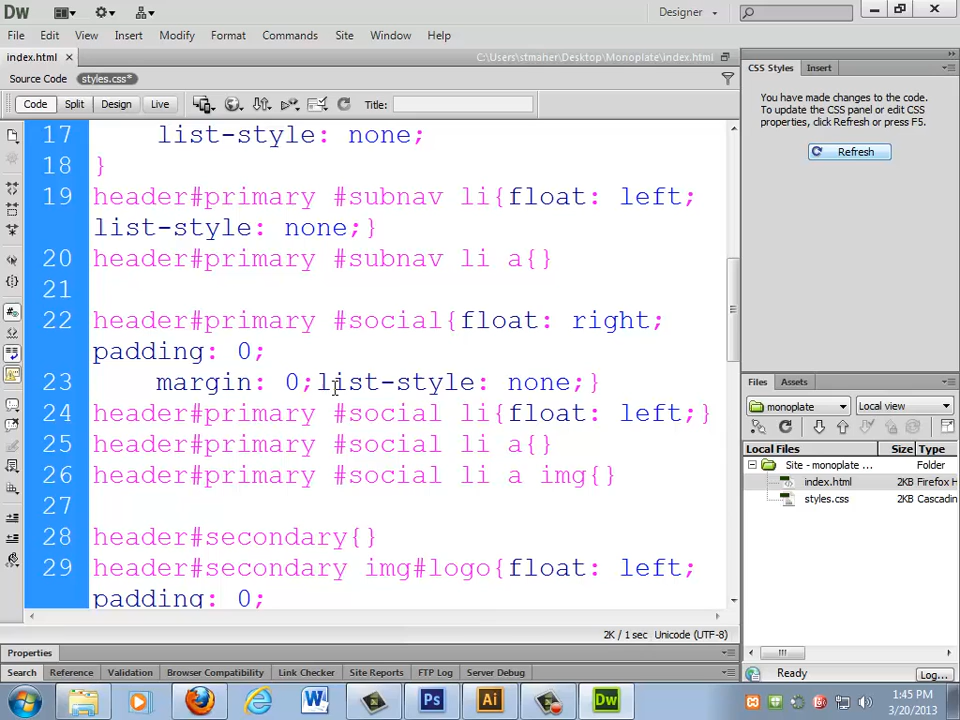 Dw
Designer
File Edit View Insert Modify Format Commands Site Window Help
index.html ×
C:\Users\stmaher\Desktop\Monoplate\index.html
Source Code styles.css*
Code Split Design Live Title:
17 list-style: none;
18 }
19 header#primary #subnav li{float: left;
list-style: none;}
20 header#primary #subnav li a{}
21
22 header#primary #social{float: right;
padding: 0;
23 margin: 0;list-style: none;}
24 header#primary #social li{float: left;}
25 header#primary #social li a{}
26 header#primary #social li a img{}
27
28 header#secondary{}
29 header#secondary img#logo{float: left;
padding: 0;
2K / 1 sec Unicode (UTF-8)
Properties
Search Reference Validation Browser Compatibility Link Checker Site Reports FTP Log Server Debug
CSS Styles Insert
You have made changes to the code.
To update the CSS panel or edit CSS
properties, click Refresh or press F5.
Refresh
Files Assets
monoplate Local view
Local Files Size Type
Site - monoplate ... Folder
index.html 2KB Firefox H
styles.css 2KB Cascadin
Ready Log...
W Ps Ai Dw
1:45 PM
3/20/2013